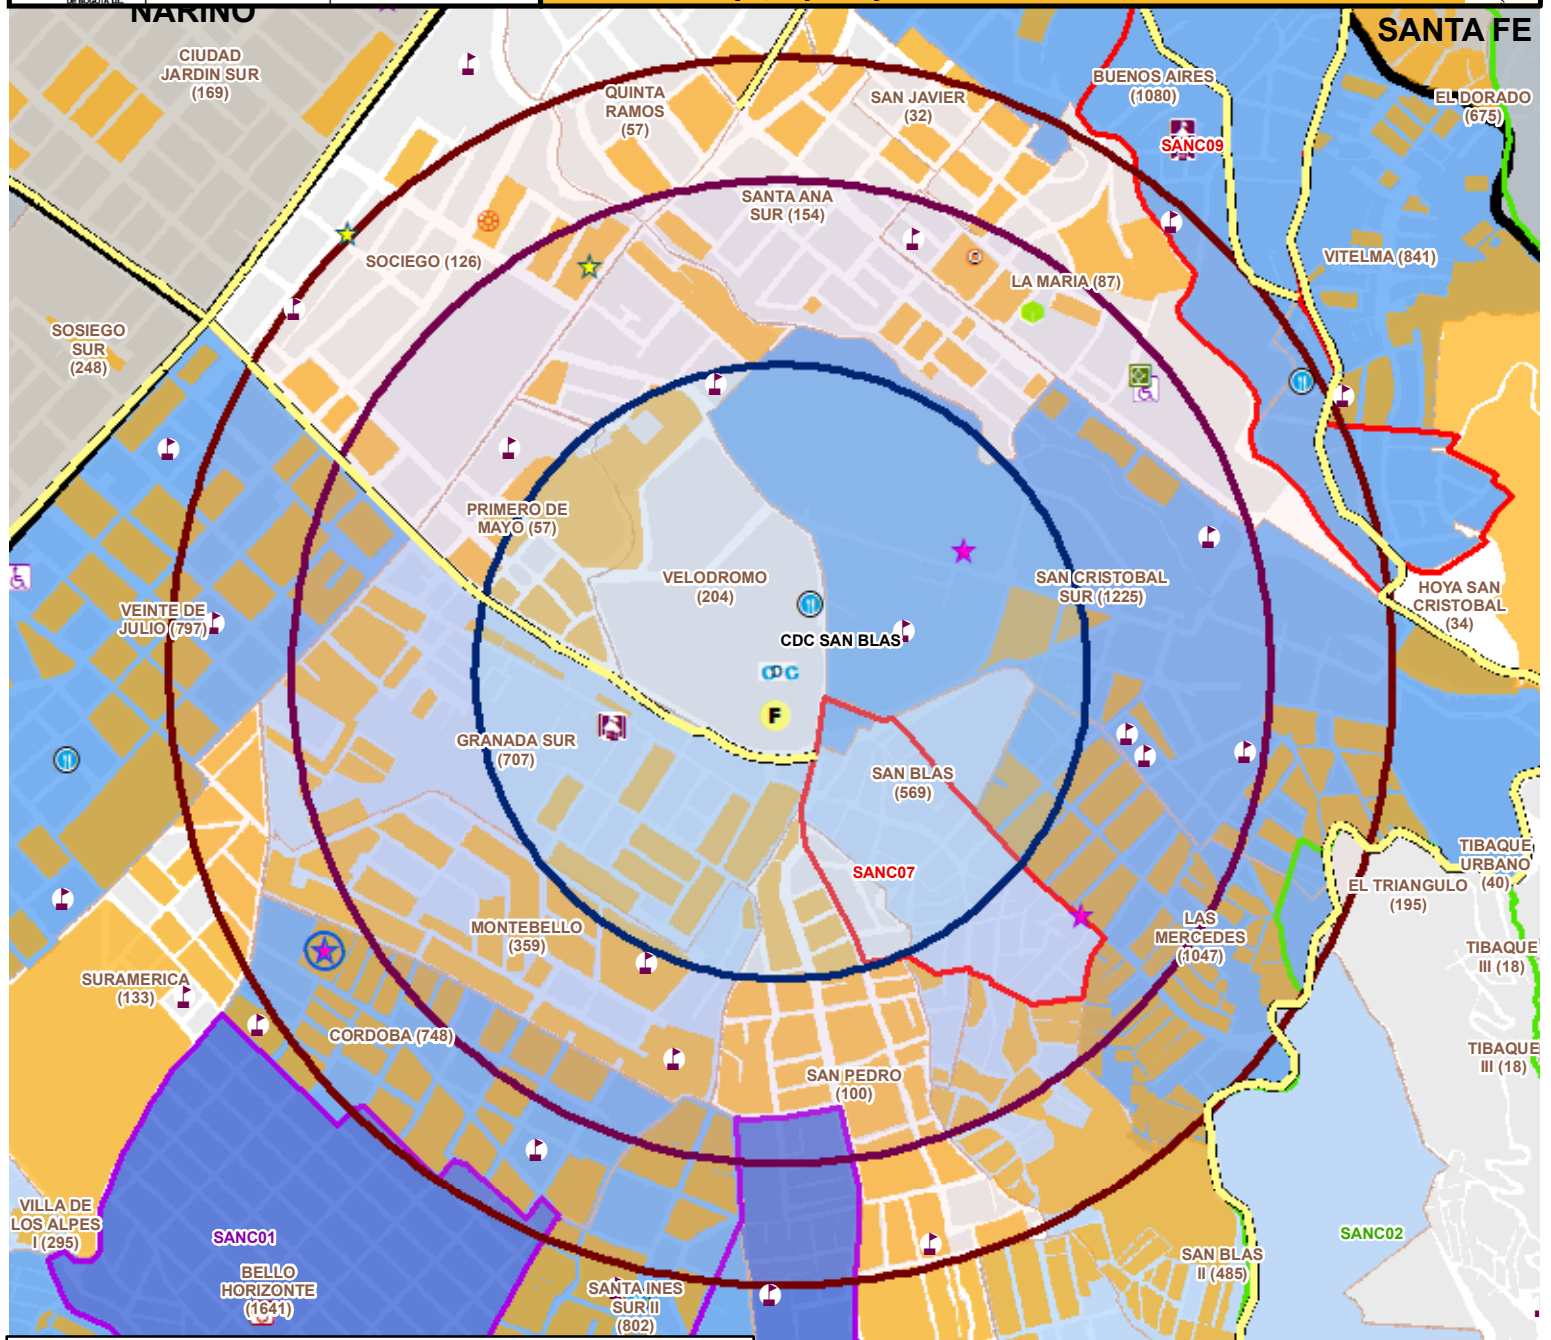 NARIÑO
SANTA FE
CIUDAD
JARDIN SUR
(169)
QUINTA
RAMOS
(57)
SAN JAVIER
(32)
BUENOS AIRES
(1080)
EL DORADO
(675)
SANC09
SANTA ANA
SUR (154)
SOCIEGO (126)
LA MARIA (87)
VITELMA (841)
SOSIEGO
SUR
(248)
PRIMERO DE
MAYO (57)
VELODROMO
(204)
SAN CRISTOBAL
SUR (1225)
HOYA SAN
CRISTOBAL
(34)
VEINTE DE
JULIO (797)
CDC SAN BLAS
CDC
F
GRANADA SUR
(707)
SAN BLAS
(569)
SANC07
TIBAQUE
URBANO
(40)
EL TRIANGULO
(195)
MONTEBELLO
(359)
LAS
MERCEDES
(1047)
TIBAQUE
III (18)
SURAMERICA
(133)
CORDOBA (748)
SAN PEDRO
(100)
TIBAQUE
III (18)
VILLA DE
LOS ALPES
I (295)
SANC01
SANC02
BELLO
HORIZONTE
(1641)
SANTA INES
SUR II
(802)
SAN BLAS
II (485)